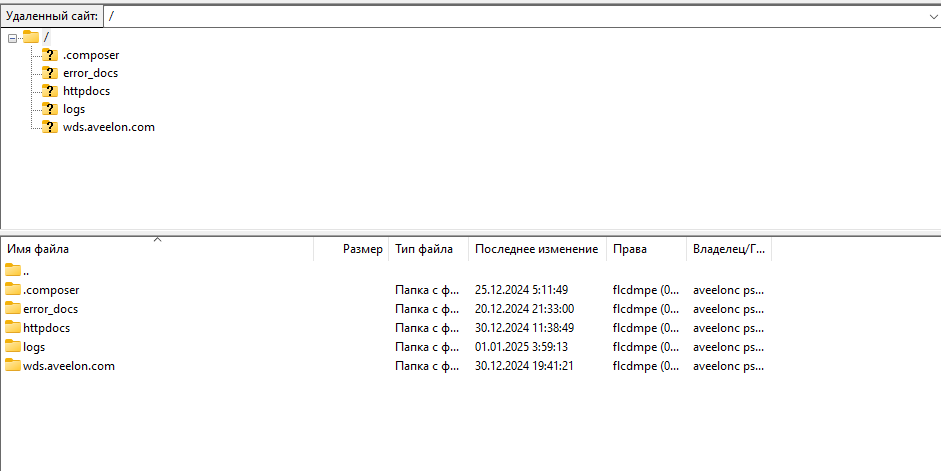 Удаленный сайт: /
/
.composer
error_docs
httpdocs
logs
wds.aveelon.com
Имя файла Размер Тип файла Последнее изменение Права Владелец/Г...
..
.composer Папка с ф... 25.12.2024 5:11:49 flcdmpe (0... aveelonc ps...
error_docs Папка с ф... 20.12.2024 21:33:00 flcdmpe (0... aveelonc ps...
httpdocs Папка с ф... 30.12.2024 11:38:49 flcdmpe (0... aveelonc ps...
logs Папка с ф... 01.01.2025 3:59:13 flcdmpe (0... aveelonc ps...
wds.aveelon.com Папка с ф... 30.12.2024 19:41:21 flcdmpe (0... aveelonc ps...